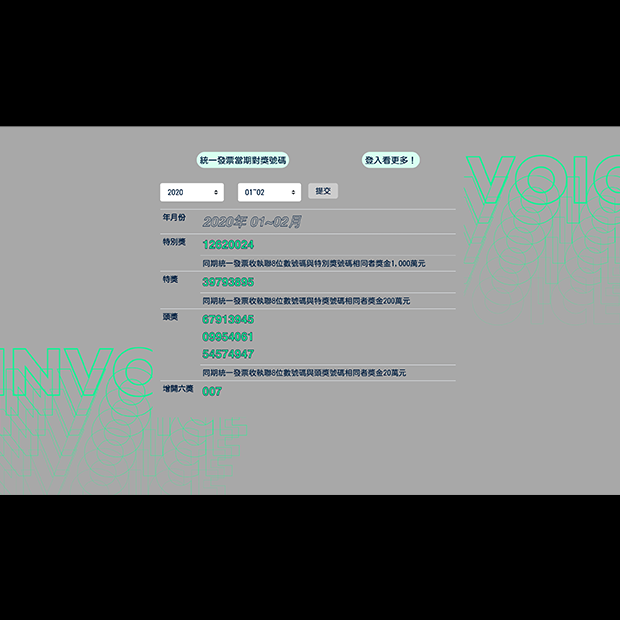 統一發票當期對獎號碼 登入看更多！
VOIC
2020 01~02 提交
年月份 2020年 01~02月
特別獎 12620024
同期統一發票收執聯8位數號碼與特別獎號碼相同者獎金1,000萬元
特獎 39793895
同期統一發票收執聯8位數號碼與特獎號碼相同者獎金200萬元
頭獎 67913945
09954061
54574947
同期統一發票收執聯8位數號碼與頭獎號碼相同者獎金20萬元
增開六獎 007
INVO